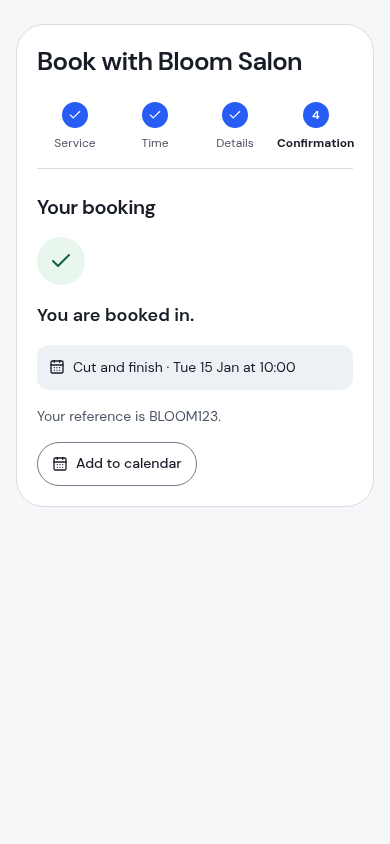 Book with Bloom Salon
4
Service Time Details Confirmation
Your booking
You are booked in.
Cut and finish · Tue 15 Jan at 10:00
Your reference is BLOOM123.
Add to calendar